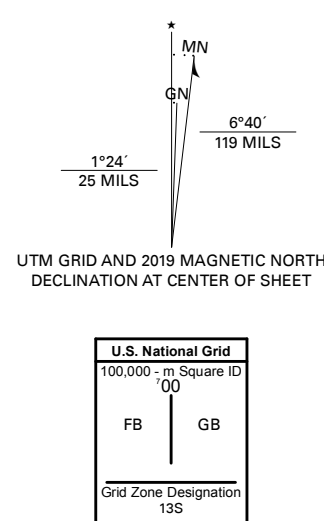 ★
MN
GN
6°40´
119 MILS
1°24´
25 MILS
UTM GRID AND 2019 MAGNETIC NORTH
DECLINATION AT CENTER OF SHEET
U.S. National Grid
100,000 - m Square ID
⁷00
FB GB
Grid Zone Designation
13S